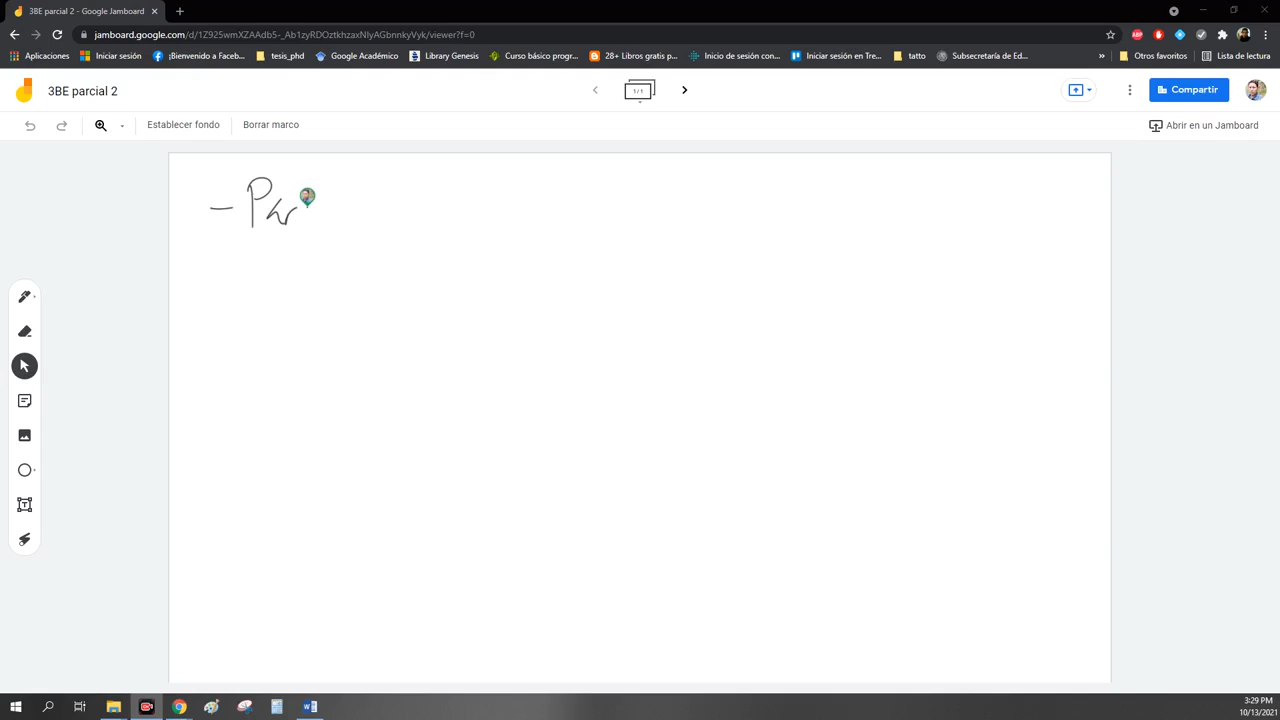 3BE parcial 2 - Google Jamboard
jamboard.google.com/d/1Z925wmXZAAdb5-_Ab1zyRDOztkhzaxNIyAGbnnkyVyk/viewer?f=0
Aplicaciones Iniciar sesión ¡Bienvenido a Faceb... tesis_phd Google Académico Library Genesis Curso básico progr... 28+ Libros gratis p... Inicio de sesión con... Iniciar sesión en Tre... tatto Subsecretaría de Ed... » Otros favoritos Lista de lectura
3BE parcial 2 1/1 Compartir
Establecer fondo Borrar marco Abrir en un Jamboard
3:29 PM
10/13/2021